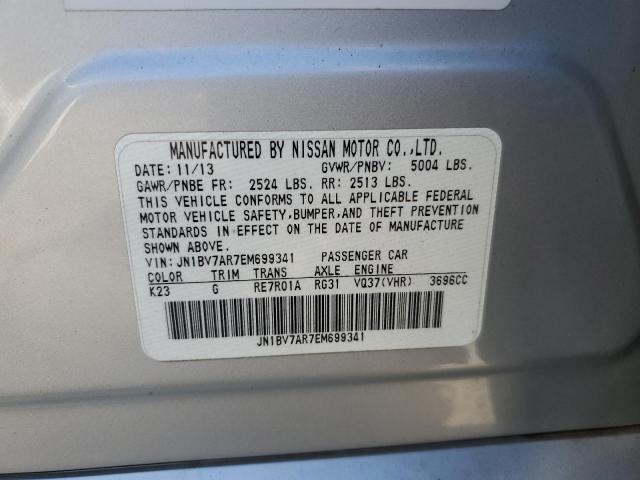 MANUFACTURED BY NISSAN MOTOR CO.,LTD.
DATE: 11/13 GVWR/PNBV: 5004 LBS.
GAWR/PNBE FR: 2524 LBS. RR: 2513 LBS.
THIS VEHICLE CONFORMS TO ALL APPLICABLE FEDERAL
MOTOR VEHICLE SAFETY,BUMPER,AND THEFT PREVENTION
STANDARDS IN EFFECT ON THE DATE OF MANUFACTURE
SHOWN ABOVE.
VIN: JN1BV7AR7EM699341 PASSENGER CAR
COLOR TRIM TRANS AXLE ENGINE
K23 G RE7R01A RG31 VQ37(VHR) 3696CC
JN1BV7AR7EM699341